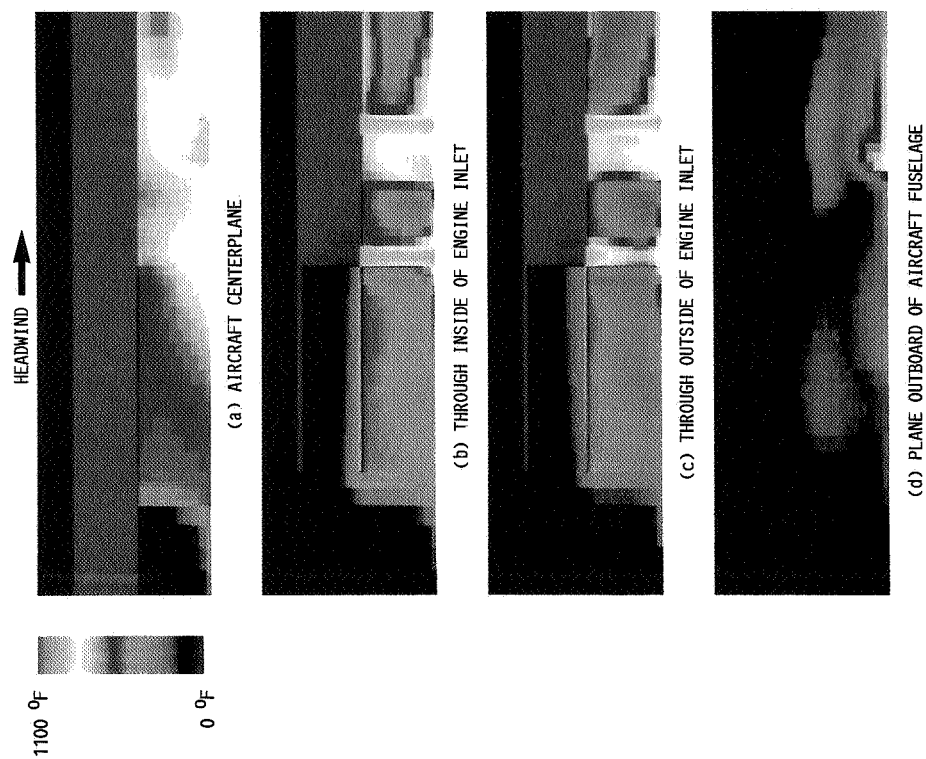 HEADWIND
(a) AIRCRAFT CENTERPLANE
(b) THROUGH INSIDE OF ENGINE INLET
(c) THROUGH OUTSIDE OF ENGINE INLET
(d) PLANE OUTBOARD OF AIRCRAFT FUSELAGE
1100 °F
0 °F